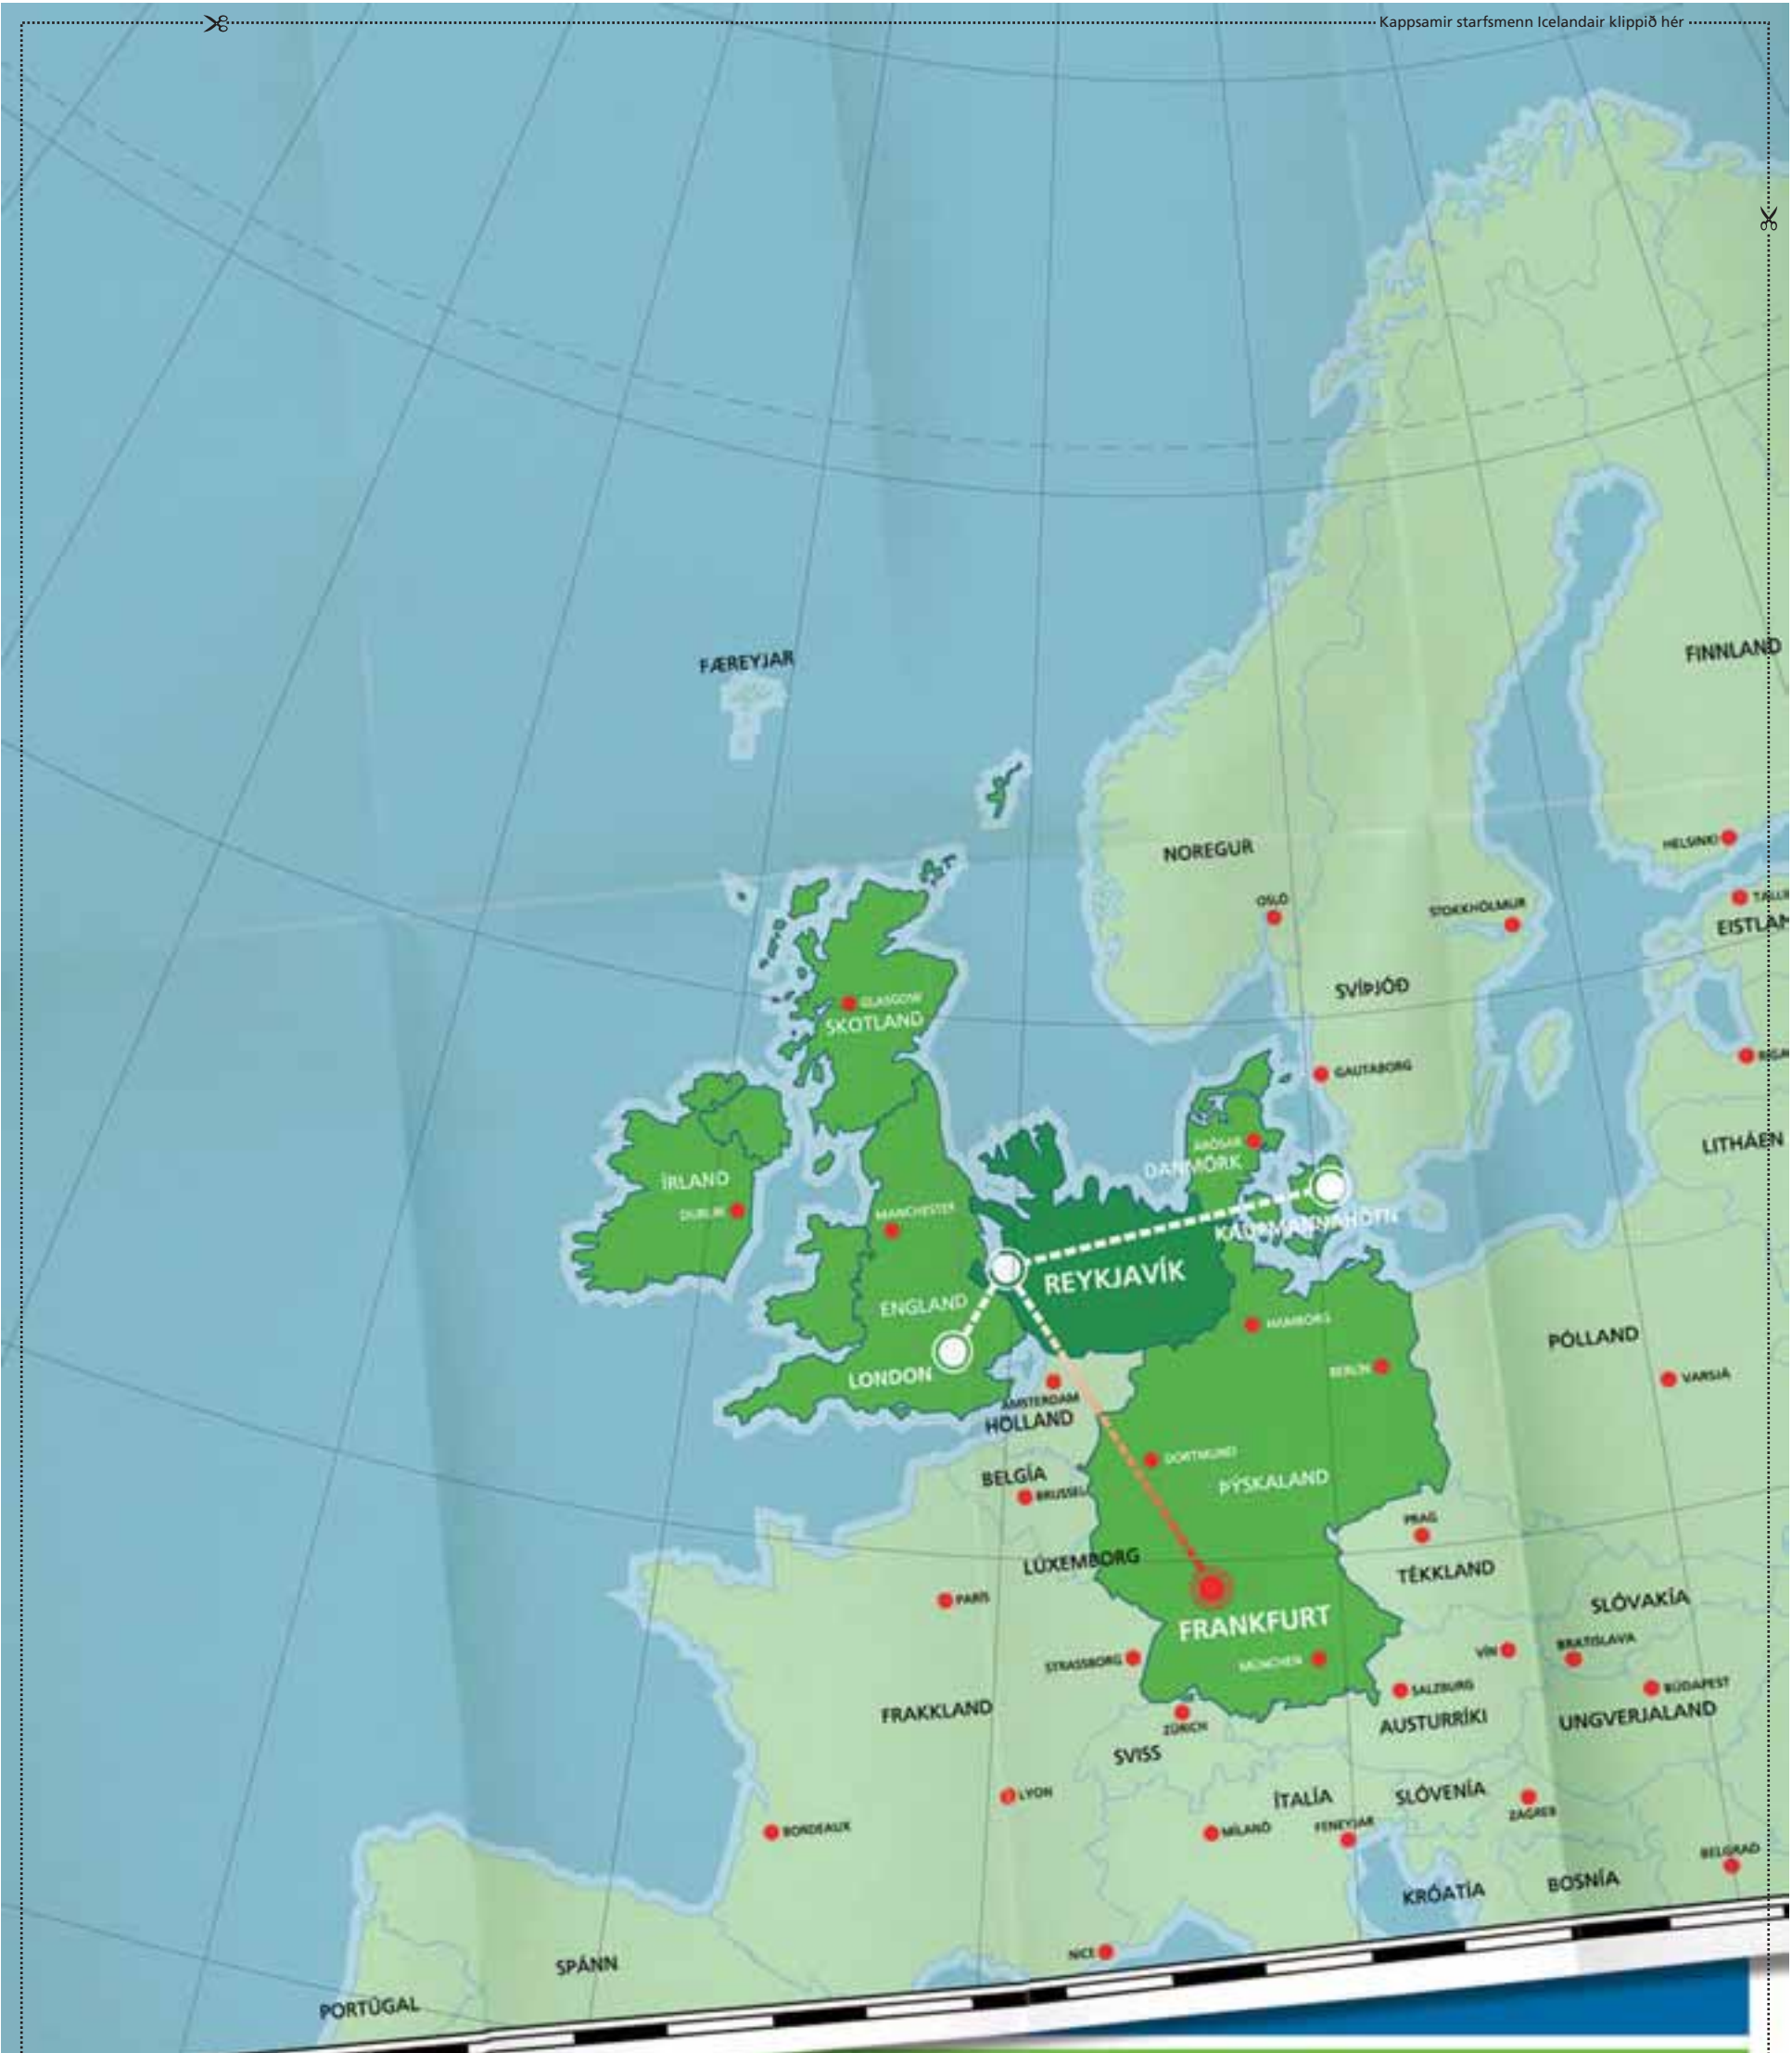 Kappsamir starfsmenn Icelandair klippið hér
FÆREYJAR
FINNLAND
NOREGUR
HELSINKI
OSLÓ
STOKKHÓLMUR
SVÍÞJÓÐ
GLASGOW
SKOTLAND
GAUTABORG
ÁRÓSAR
DANMÖRK
LITHÁEN
ÍRLAND
DUBLIN
MANCHESTER
KAUPMANNAHÖFN
REYKJAVÍK
ENGLAND
HAMBORG
PÓLLAND
LONDON
BERLÍN
VARSJÁ
AMSTERDAM
HOLLAND
DORTMUND
BELGÍA
ÞÝSKALAND
BRUSSEL
PRAG
LÚXEMBORG
TÉKKLAND
PARÍS
SLÓVAKÍA
FRANKFURT
VÍN
BRATISLAVA
STRASSBORG
MÜNCHEN
SALZBURG
BÚDAPEST
FRAKKLAND
ZÜRICH
AUSTURRÍKI
UNGVERJALAND
SVISS
LYON
ÍTALÍA
SLÓVENÍA
ZAGREB
BORDEAUX
MÍLANÓ
FENEYJAR
BELGRAD
KRÓATÍA
BOSNÍA
NICE
SPÁNN
PORTÚGAL